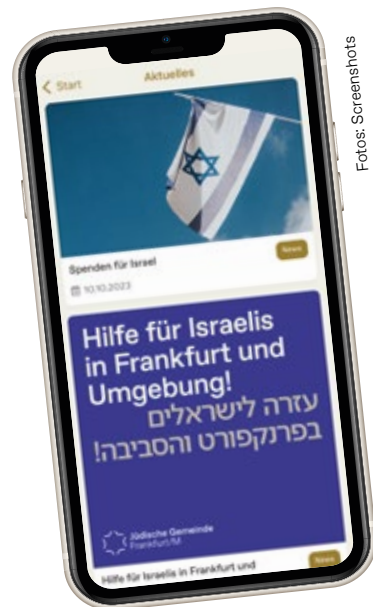 Start
Aktuelles
Spenden für Israel
News
10.10.2023
Hilfe für Israelis
in Frankfurt und
Umgebung!
עזרה לישראלים
בפרנקפורט והסביבה!
Jüdische Gemeinde
Frankfurt/M
Hilfe für Israelis in Frankfurt und
News
Fotos: Screenshots